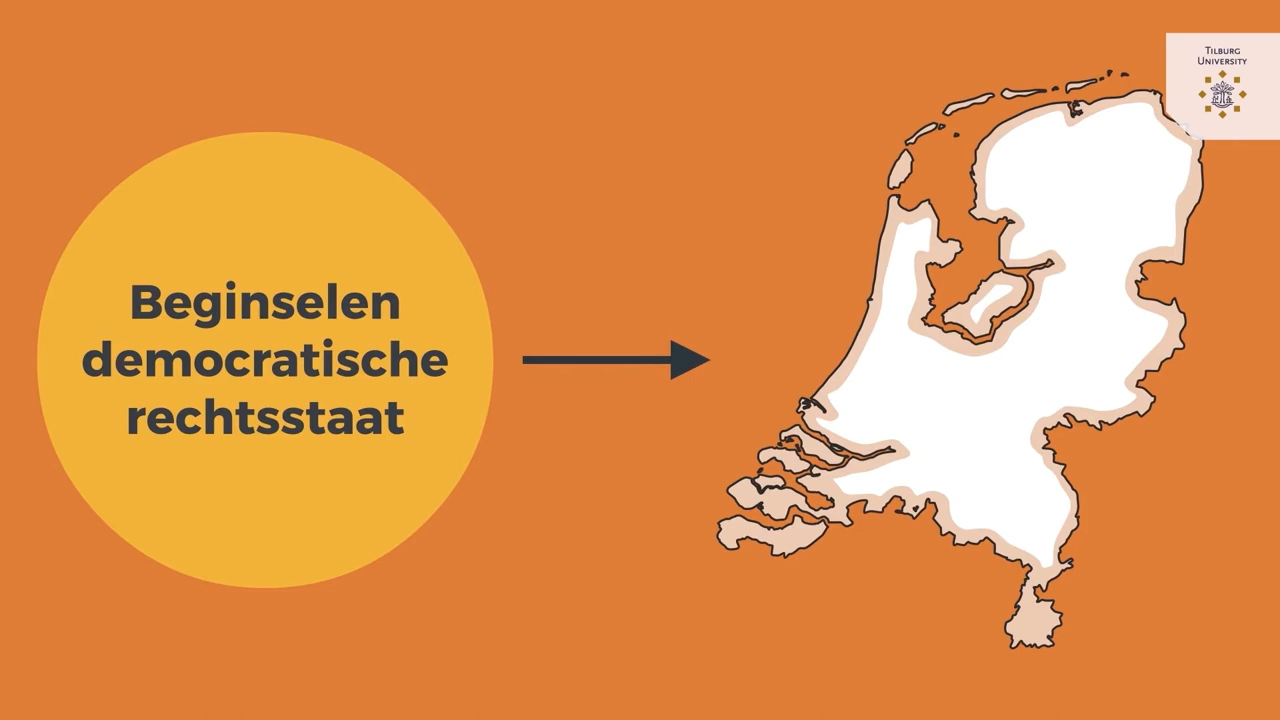 Beginselen
democratische
rechtsstaat
TILBURG
UNIVERSITY